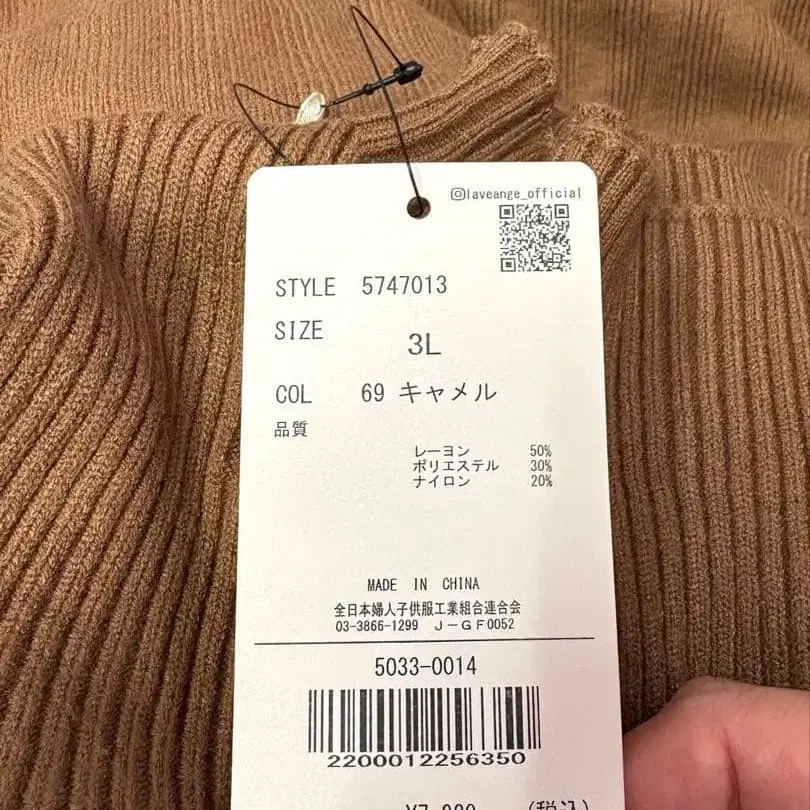 laveange_official
STYLE 5747013
SIZE 3L
COL 69 キャメル
品質
レーヨン 50%
ポリエステル 30%
ナイロン 20%
MADE IN CHINA
全日本婦人子供服工業組合連合会
03-3866-1299 J-GF0052
5033-0014
2200012256350
(税込)